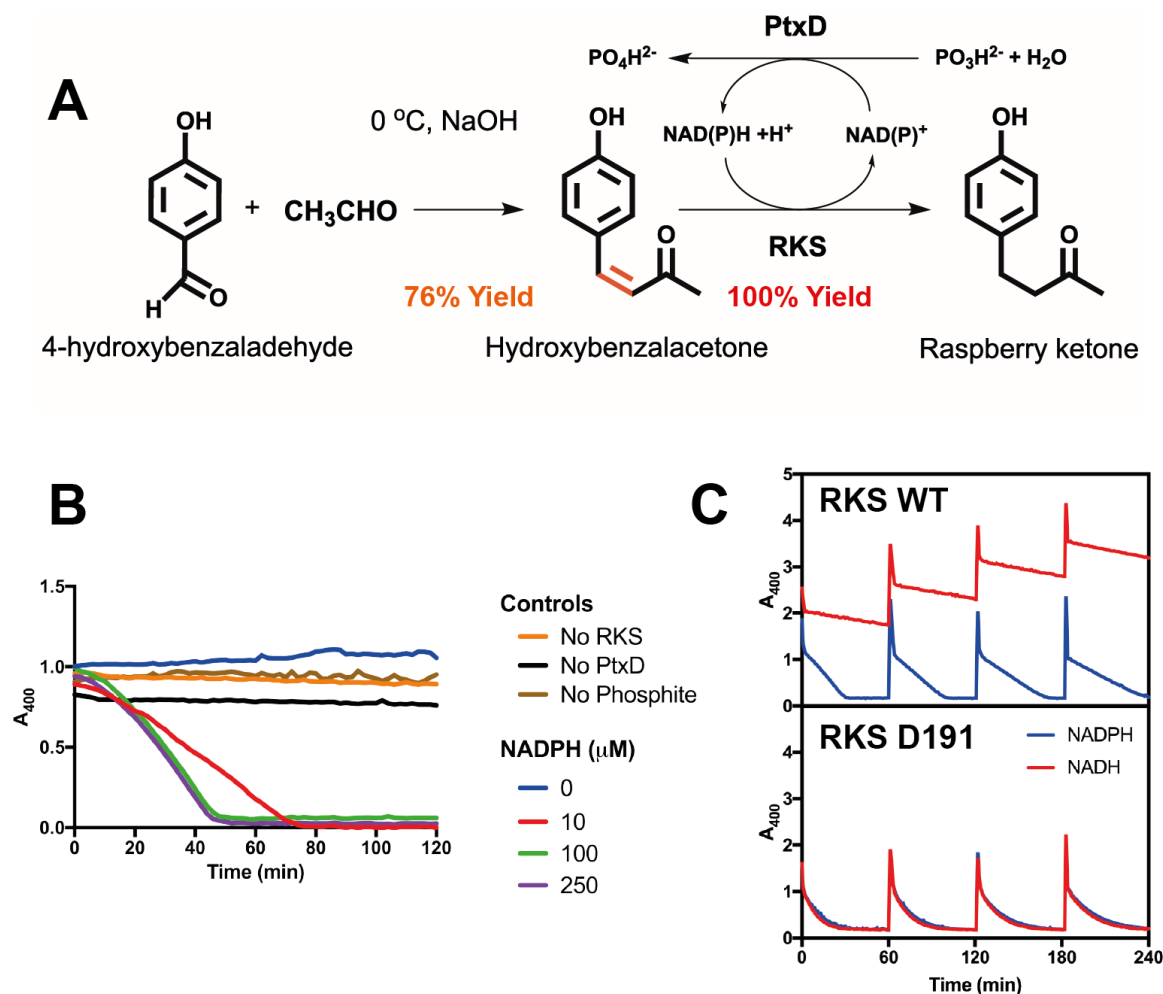 A
PtxD
PO₄H²⁻
PO₃H²⁻ + H₂O
0 ºC, NaOH
NAD(P)H +H⁺
NAD(P)⁺
OH
OH
OH
+
CH₃CHO
O
O
O
H
RKS
76% Yield
100% Yield
4-hydroxybenzaladehyde
Hydroxybenzalacetone
Raspberry ketone
B
A₄₀₀
1.5
1.0
0.5
0.0
0
20
40
60
80
100
120
Time (min)
Controls
No RKS
No PtxD
No Phosphite
NADPH (μM)
0
10
100
250
C
RKS WT
A₄₀₀
5
4
3
2
1
0
RKS D191
NADPH
NADH
A₄₀₀
4
3
2
1
0
0
60
120
180
240
Time (min)